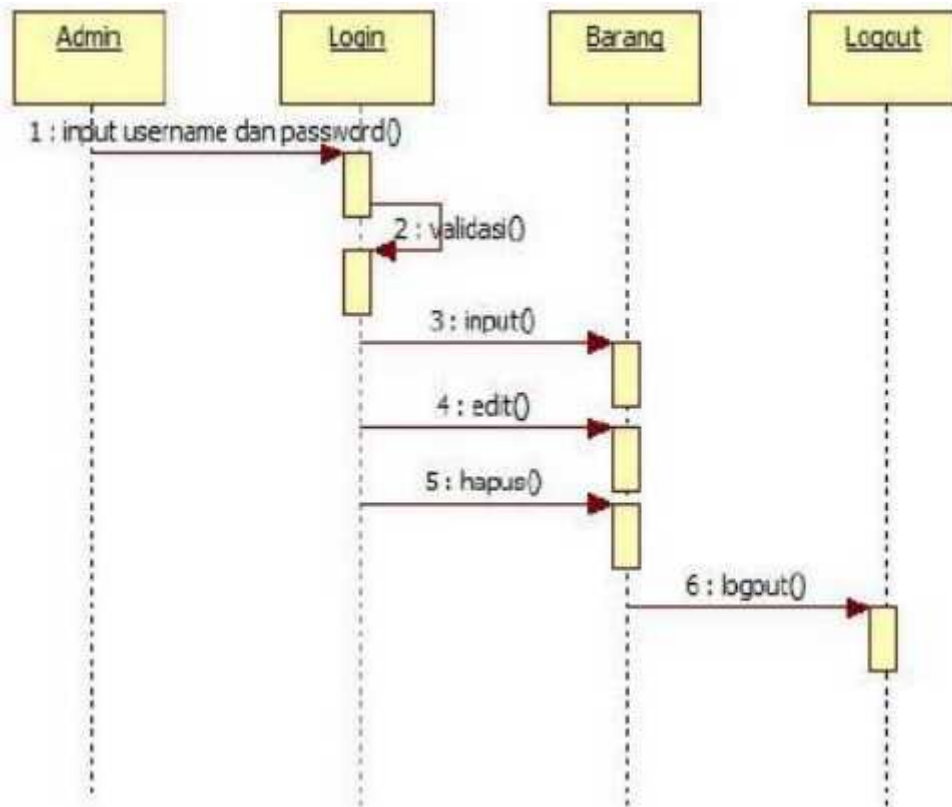 Admin
Login
Barang
Logout
1 : input username dan password()
2 : validasi()
3 : input()
4 : edit()
5 : hapus()
6 : logout()